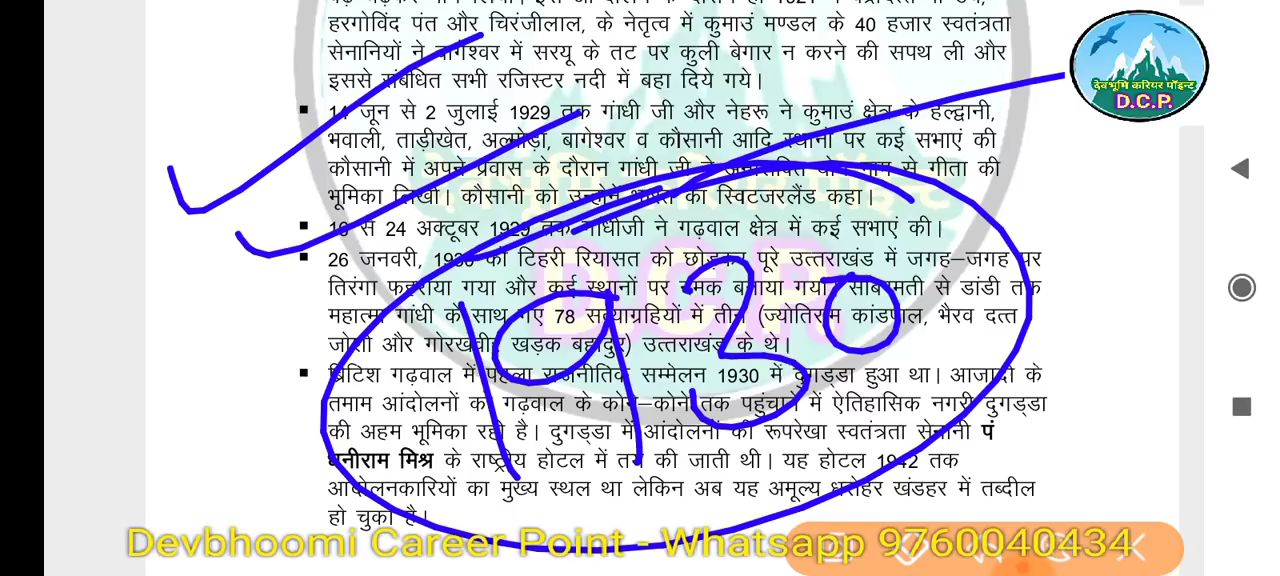 हरगोविंद पंत और चिरंजीलाल, के नेतृत्व में कुमाउं मण्डल के 40 हजार स्वतंत्रता
सेनानियों ने बागेश्वर में सरयू के तट पर कुली बेगार न करने की सपथ ली और
इससे संबंधित सभी रजिस्टर नदी में बहा दिये गये।
14 जून से 2 जुलाई 1929 तक गांधी जी और नेहरू ने कुमाउं क्षेत्र के हल्द्वानी,
भवाली, ताड़ीखेत, अल्मोड़ा, बागेश्वर व कौसानी आदि स्थानों पर कई सभाएं की
कौसानी में अपने प्रवास के दौरान गांधी जी ने नाम से गीता की
भूमिका लिखी। कौसानी को उन्होनें भारत का स्विटजरलैंड कहा।
16 से 24 अक्टूबर 1929 तक गांधीजी ने गढ़वाल क्षेत्र में कई सभाएं की।
26 जनवरी, 1930 को टिहरी रियासत को छोड़कर पूरे उत्तराखंड में जगह–जगह पर
तिरंगा फहराया गया और कई स्थानों पर नमक बनाया गया। साबरमती से डांडी तक
महात्मा गांधी के साथ गए 78 सत्याग्रहियों में तीन (ज्योतिराम कांडपाल, भैरव दत्त
जोशी और गोरखवीर खड़क बहादुर) उत्तराखंड के थे।
ब्रिटिश गढ़वाल में पहला राजनीतिक सम्मेलन 1930 में दुगड्डा हुआ था। आजादी के
तमाम आंदोलनों को गढ़वाल के कोने–कोने तक पहुंचाने में ऐतिहासिक नगरी दुगड्डा
की अहम भूमिका रही है। दुगड्डा में आंदोलनों की रूपरेखा स्वतंत्रता सेनानी पं
धनीराम मिश्र के राष्ट्रीय होटल में तय की जाती थी। यह होटल 1942 तक
आंदोलनकारियों का मुख्य स्थल था लेकिन अब यह अमूल्य धरोहर खंडहर में तब्दील
हो चुका है।
1930
देवभूमि करियर पॉइन्ट
D.C.P.
D.C.P.
Devbhoomi Career Point - Whatsapp 9760040434